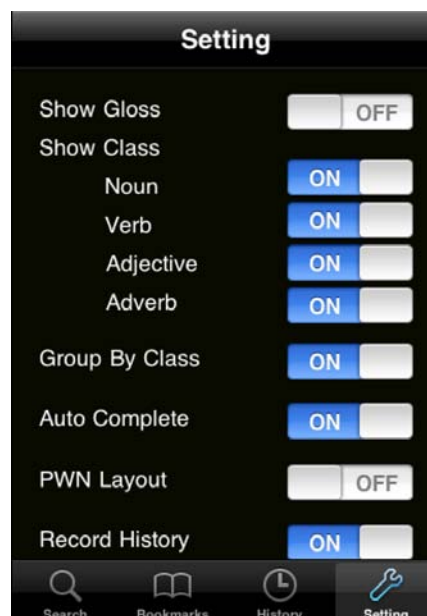 Setting
Show Gloss OFF
Show Class
Noun ON
Verb ON
Adjective ON
Adverb ON
Group By Class ON
Auto Complete ON
PWN Layout OFF
Record History ON
Search Bookmarks History Setting